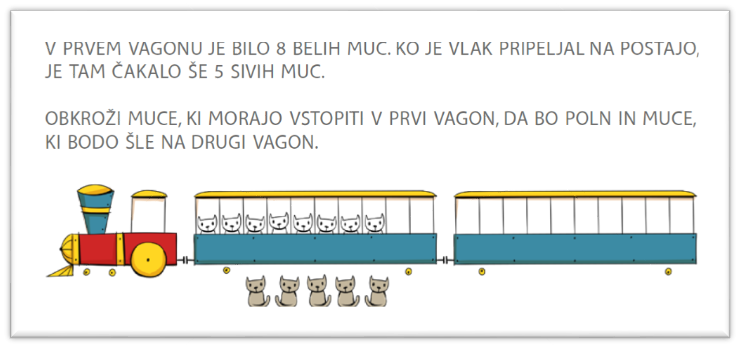 V PRVEM VAGONU JE BILO 8 BELIH MUC. KO JE VLAK PRIPELJAL NA POSTAJO,
JE TAM ČAKALO ŠE 5 SIVIH MUC.
OBKROŽI MUCE, KI MORAJO VSTOPITI V PRVI VAGON, DA BO POLN IN MUCE,
KI BODO ŠLE NA DRUGI VAGON.